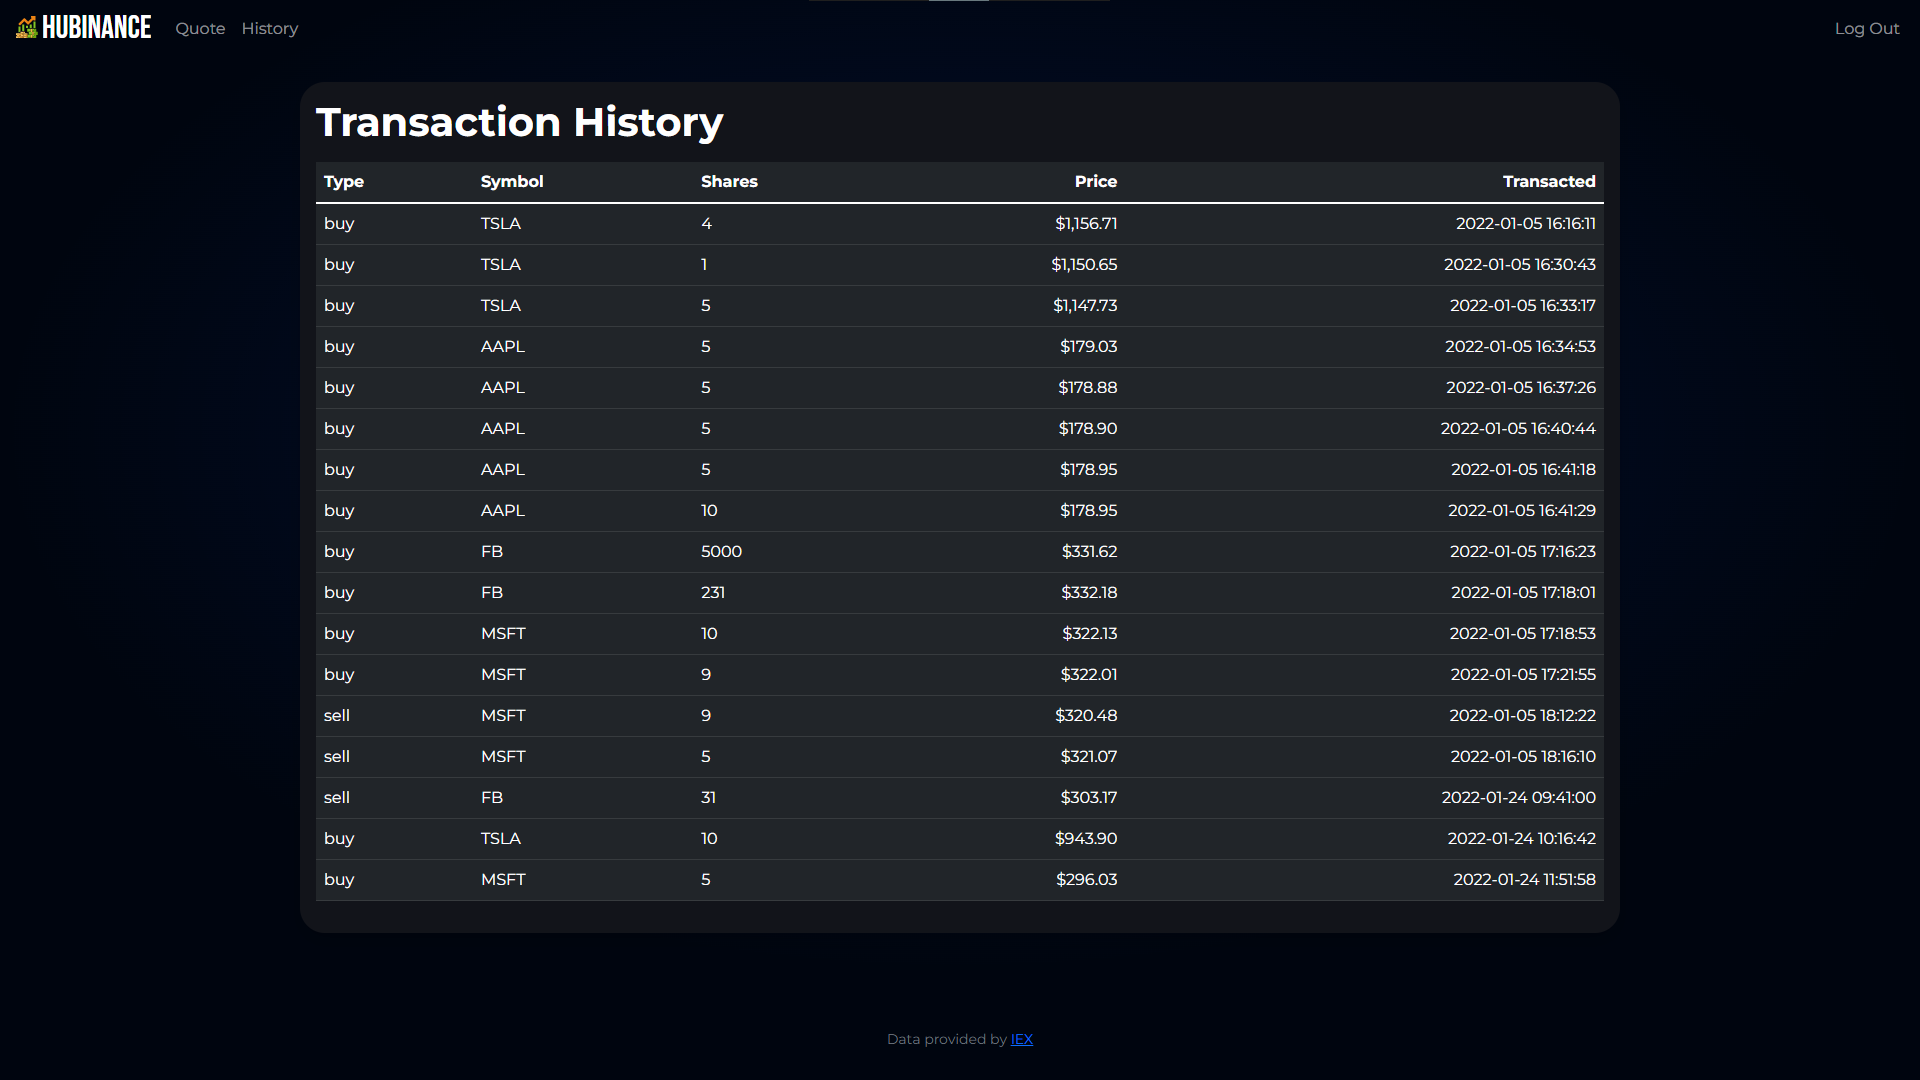 HUBINANCE Quote History Log Out
Transaction History
Type Symbol Shares Price Transacted
buy TSLA 4 $1,156.71 2022-01-05 16:16:11
buy TSLA 1 $1,150.65 2022-01-05 16:30:43
buy TSLA 5 $1,147.73 2022-01-05 16:33:17
buy AAPL 5 $179.03 2022-01-05 16:34:53
buy AAPL 5 $178.88 2022-01-05 16:37:26
buy AAPL 5 $178.90 2022-01-05 16:40:44
buy AAPL 5 $178.95 2022-01-05 16:41:18
buy AAPL 10 $178.95 2022-01-05 16:41:29
buy FB 5000 $331.62 2022-01-05 17:16:23
buy FB 231 $332.18 2022-01-05 17:18:01
buy MSFT 10 $322.13 2022-01-05 17:18:53
buy MSFT 9 $322.01 2022-01-05 17:21:55
sell MSFT 9 $320.48 2022-01-05 18:12:22
sell MSFT 5 $321.07 2022-01-05 18:16:10
sell FB 31 $303.17 2022-01-24 09:41:00
buy TSLA 10 $943.90 2022-01-24 10:16:42
buy MSFT 5 $296.03 2022-01-24 11:51:58
Data provided by IEX